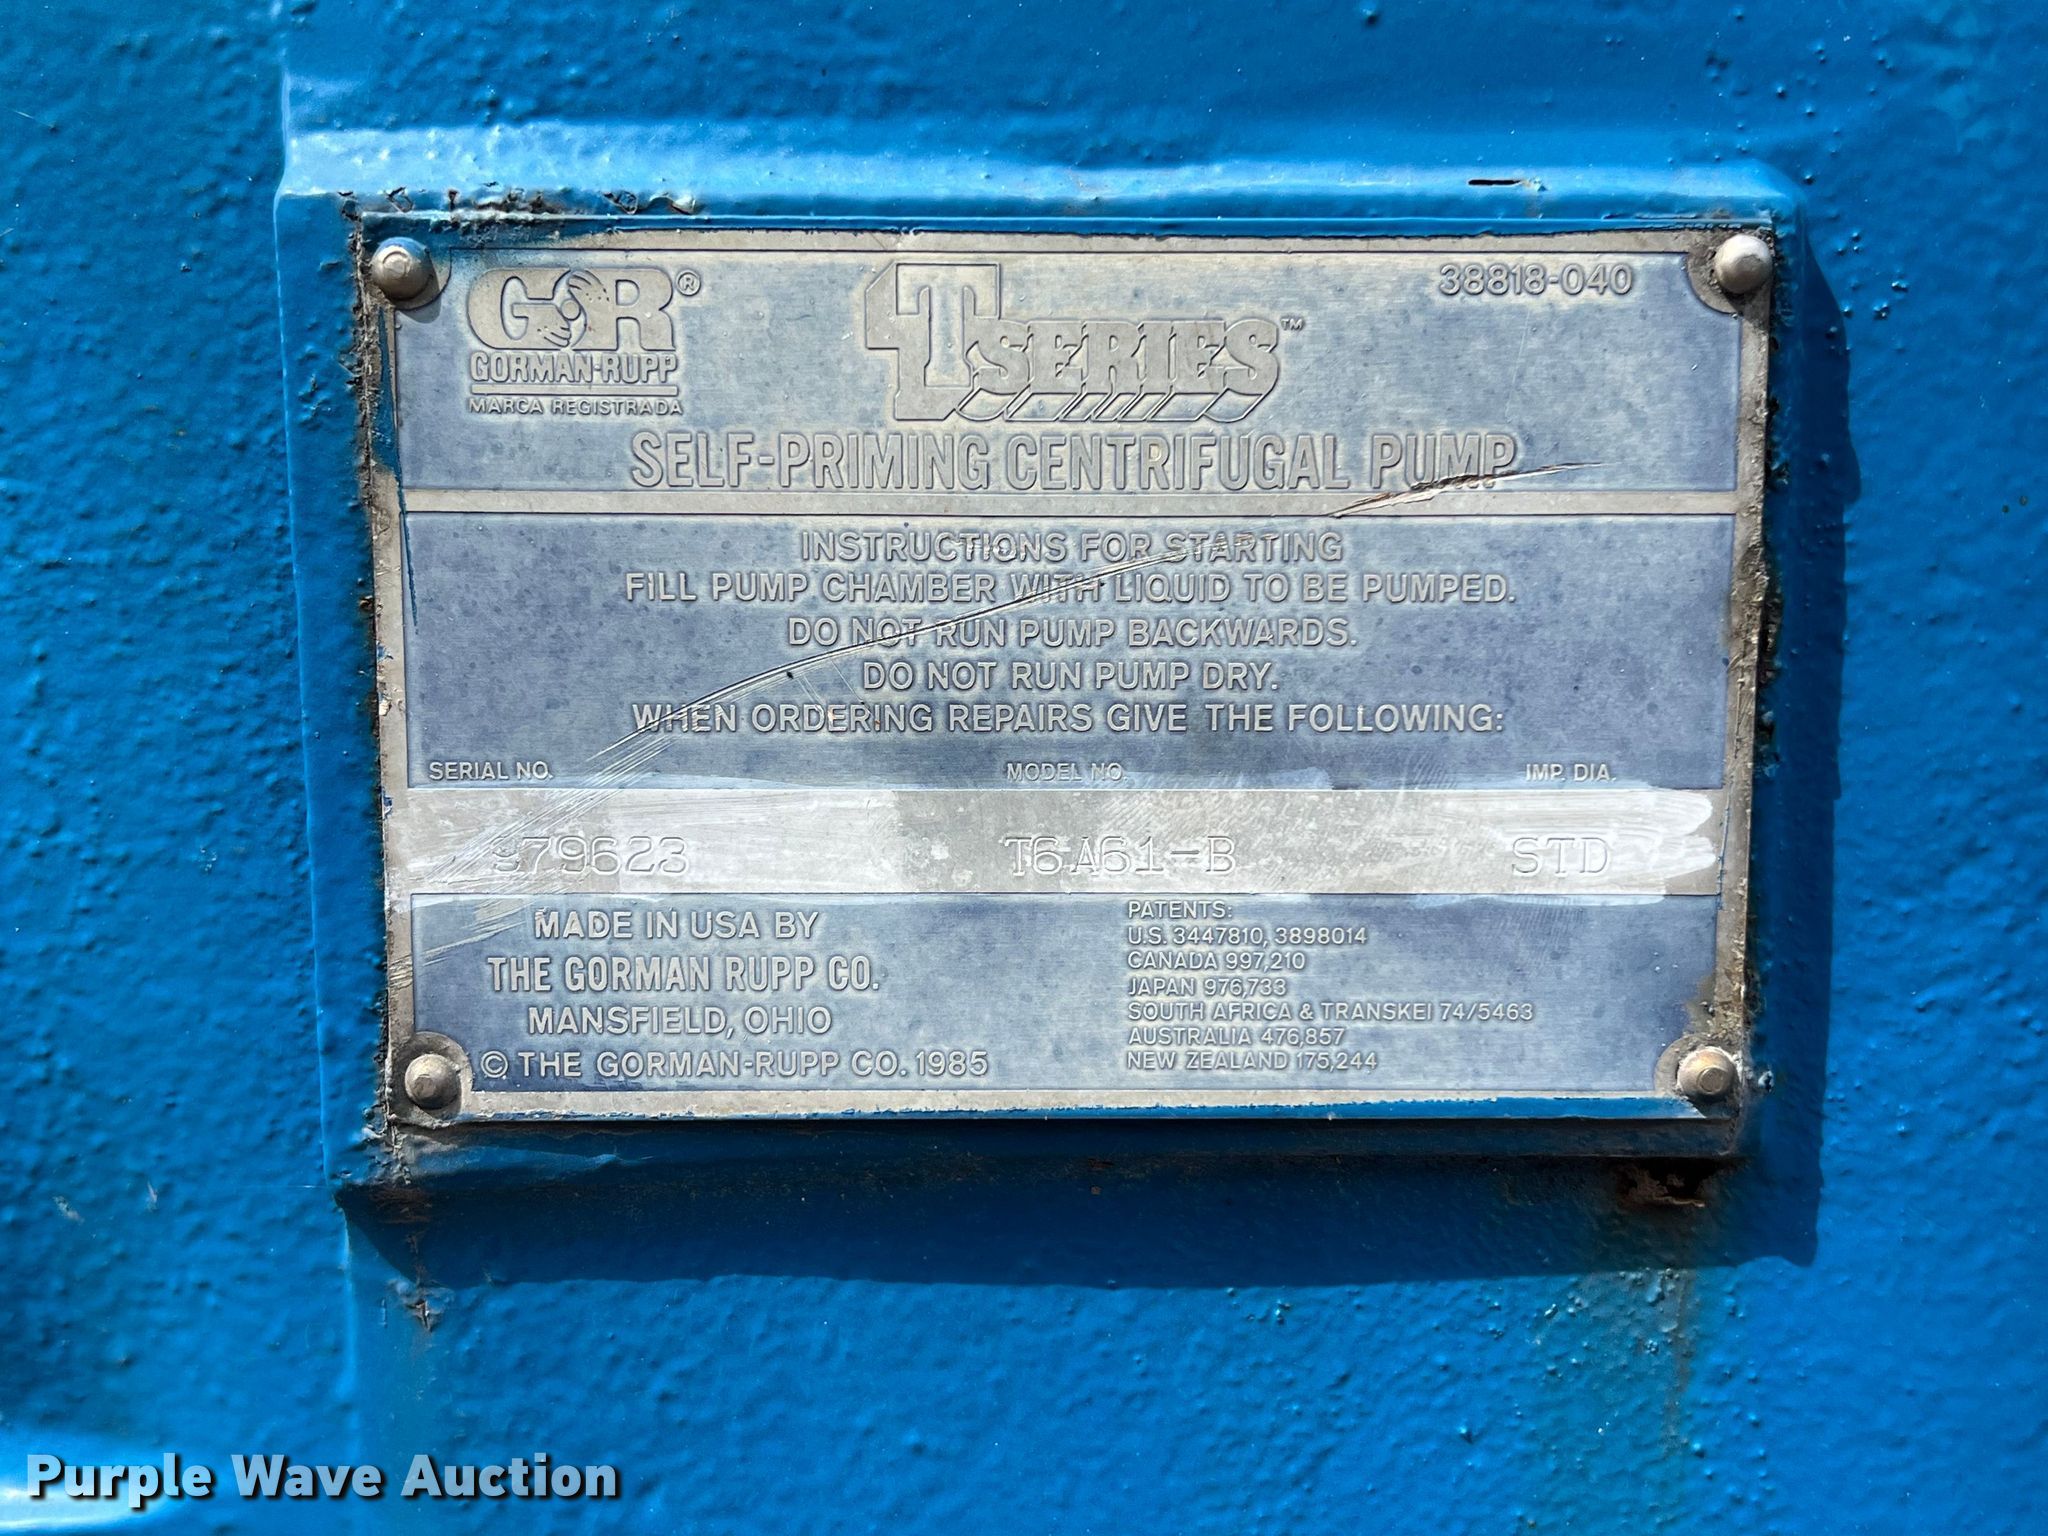 GR®
GORMAN-RUPP
MARCA REGISTRADA
T SERIES™
38818-040
SELF-PRIMING CENTRIFUGAL PUMP
INSTRUCTIONS FOR STARTING
FILL PUMP CHAMBER WITH LIQUID TO BE PUMPED.
DO NOT RUN PUMP BACKWARDS.
DO NOT RUN PUMP DRY.
WHEN ORDERING REPAIRS GIVE THE FOLLOWING:
SERIAL NO. MODEL NO. IMP. DIA.
T6A61-B STD
MADE IN USA BY
THE GORMAN RUPP CO.
MANSFIELD, OHIO
© THE GORMAN-RUPP CO. 1985
PATENTS:
U.S. 3447810, 3898014
CANADA 997,210
JAPAN 976,733
SOUTH AFRICA & TRANSKEI 74/5463
AUSTRALIA 476,857
NEW ZEALAND 175,244
Purple Wave Auction